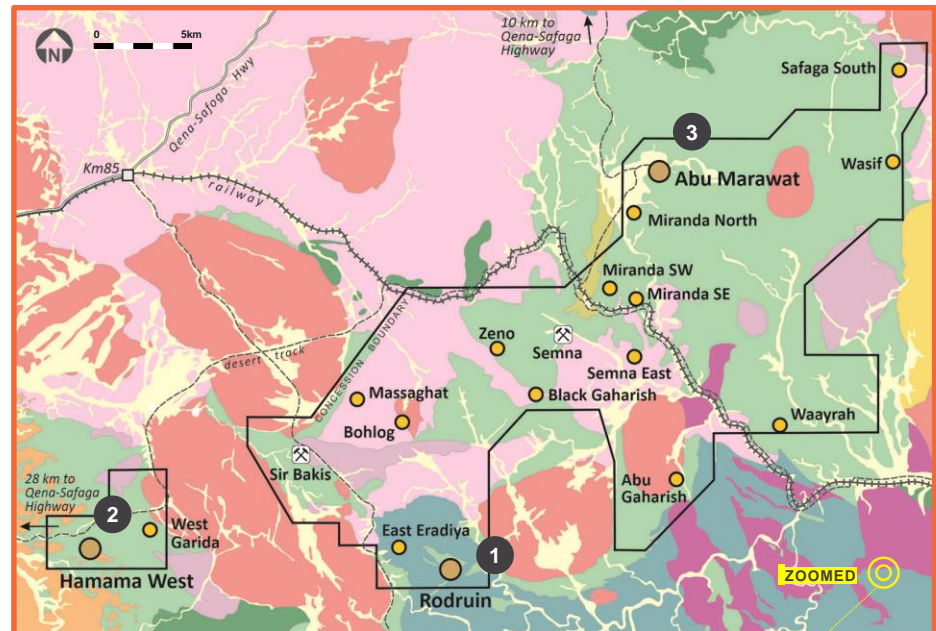 0 5km
N
10 km to
Qena-Safaga
Highway
Safaga South
Qena-Safoga Hwy
3
Km85
Wasif
railway
Abu Marawat
Miranda North
Miranda SW
Miranda SE
CONCESSION BOUNDARY
Zeno
Semna
desert track
Semna East
Massaghat
Black Gaharish
Bohlog
Waayrah
Sir Bakis
28 km to
Qena-Safaga
Highway
Abu
Gaharish
2
West
Garida
East Eradiya
1
ZOOMED
Hamama West
Rodruin